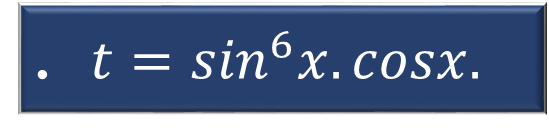 . t = sin⁶x.cosx.